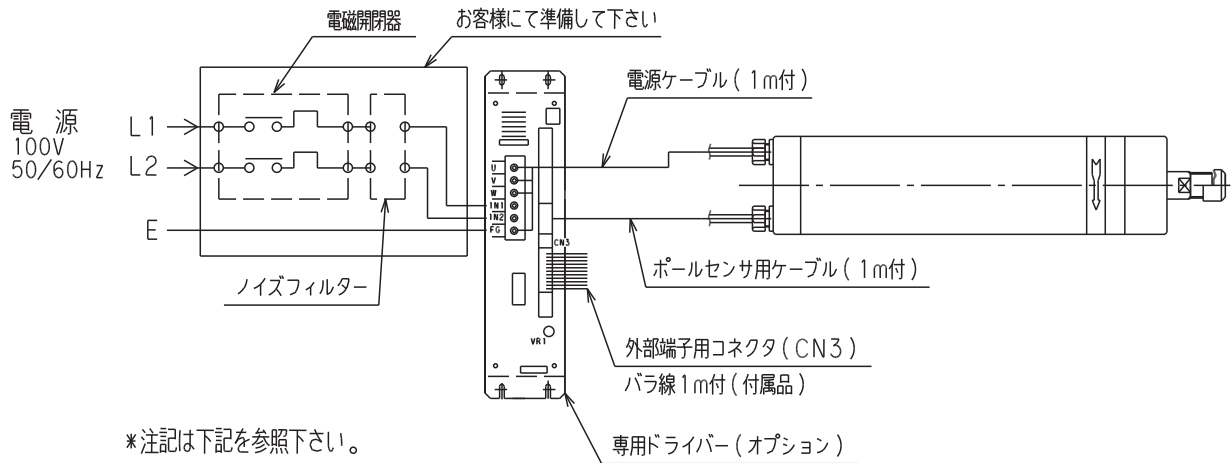 電磁開閉器
お客様にて準備して下さい
電源ケーブル(1m付)
電 源
100V
50/60Hz
L1
L2
E
U
V
W
IN1
IN2
FG
CN3
ポールセンサ用ケーブル(1m付)
ノイズフィルター
VR1
外部端子用コネクタ(CN3)
バラ線1m付(付属品)
専用ドライバー(オプション)
*注記は下記を参照下さい。